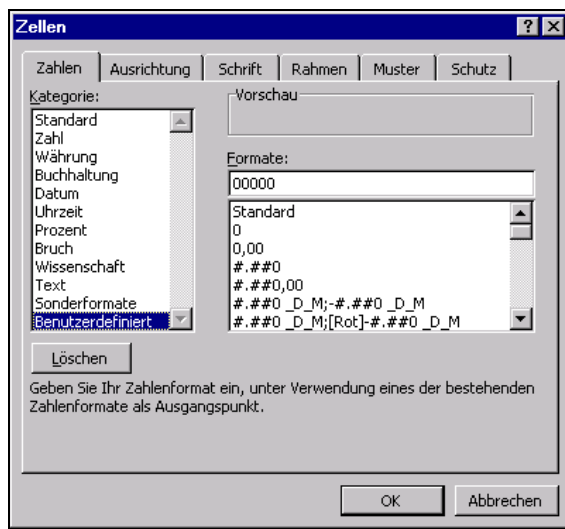 Zellen
Zahlen Ausrichtung Schrift Rahmen Muster Schutz
Kategorie:
Standard
Zahl
Währung
Buchhaltung
Datum
Uhrzeit
Prozent
Bruch
Wissenschaft
Text
Sonderformate
Benutzerdefiniert
Vorschau
Formate:
00000
Standard
0
0,00
#.##0
#.##0,00
#.##0 _D_M;-#.##0 _D_M
#.##0 _D_M;[Rot]-#.##0 _D_M
Löschen
Geben Sie Ihr Zahlenformat ein, unter Verwendung eines der bestehenden
Zahlenformate als Ausgangspunkt.
OK Abbrechen